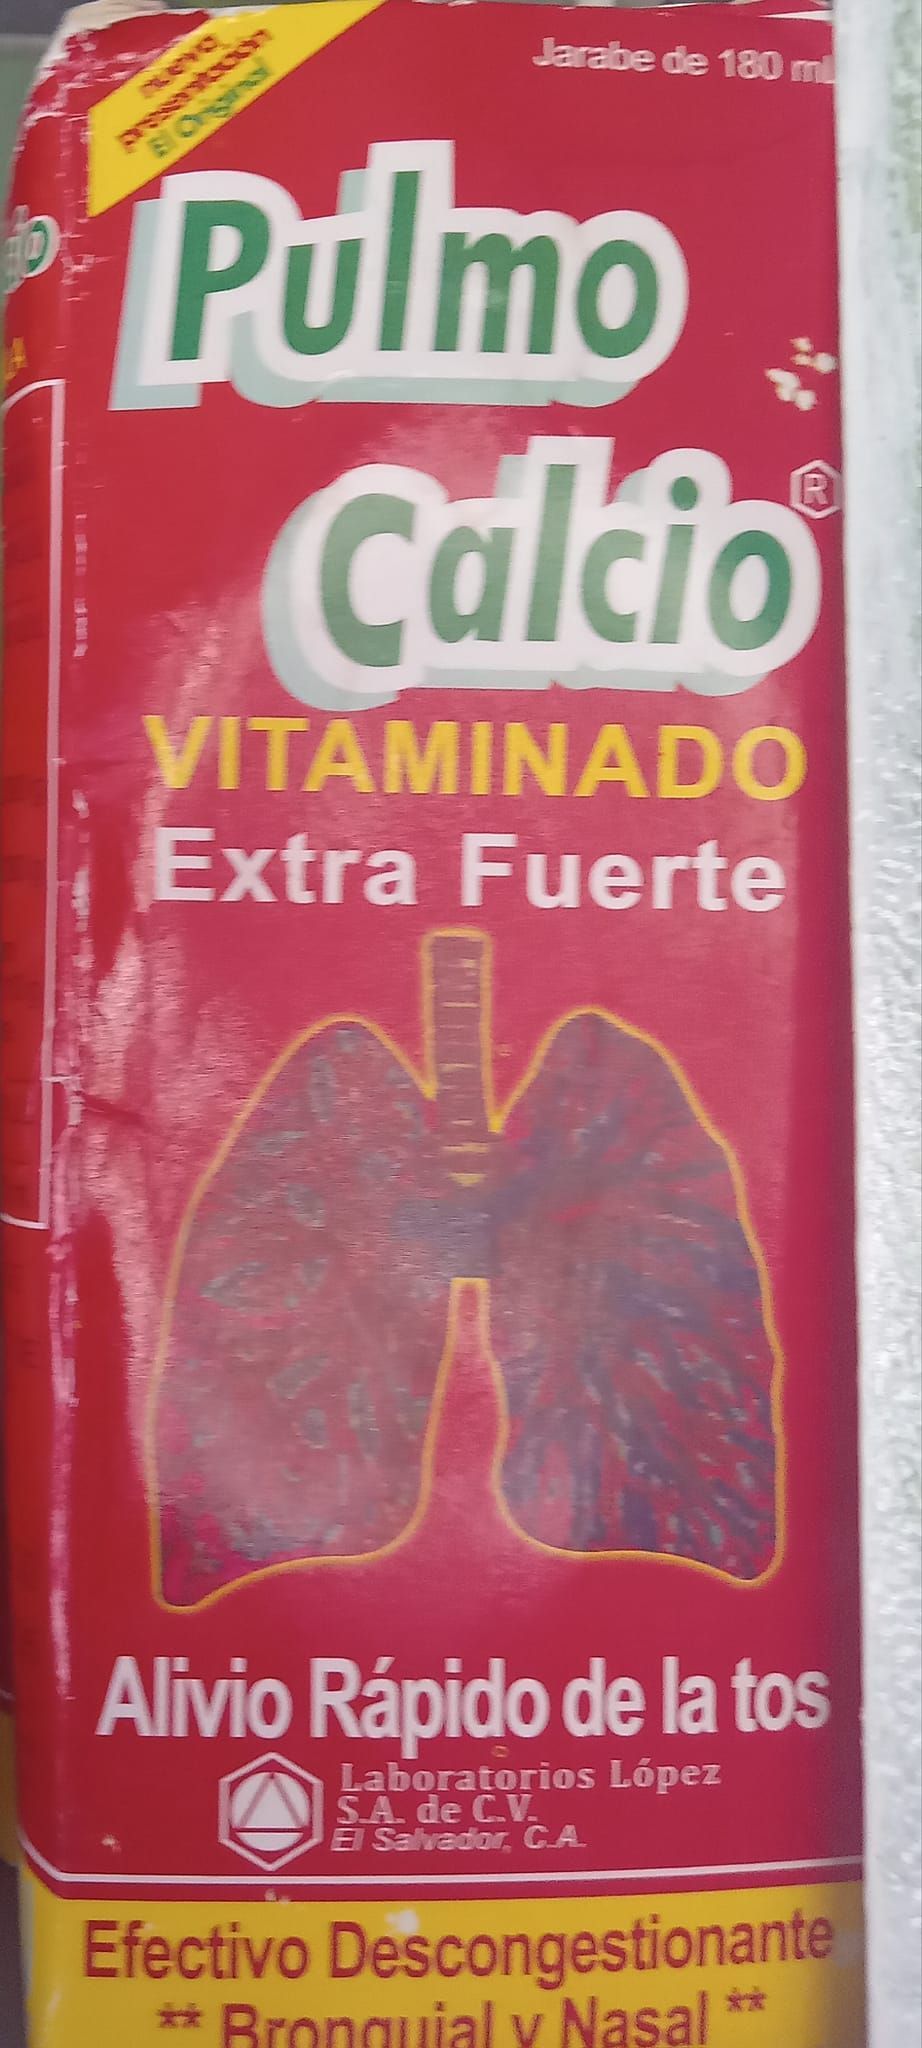 nueva
presentación
El Original
Jarabe de 180 mL
Pulmo
Calcio
®
VITAMINADO
Extra Fuerte
Alivio Rápido de la tos
Laboratorios López
S.A. de C.V.
El Salvador, C.A.
Efectivo Descongestionante
** Bronquial y Nasal **